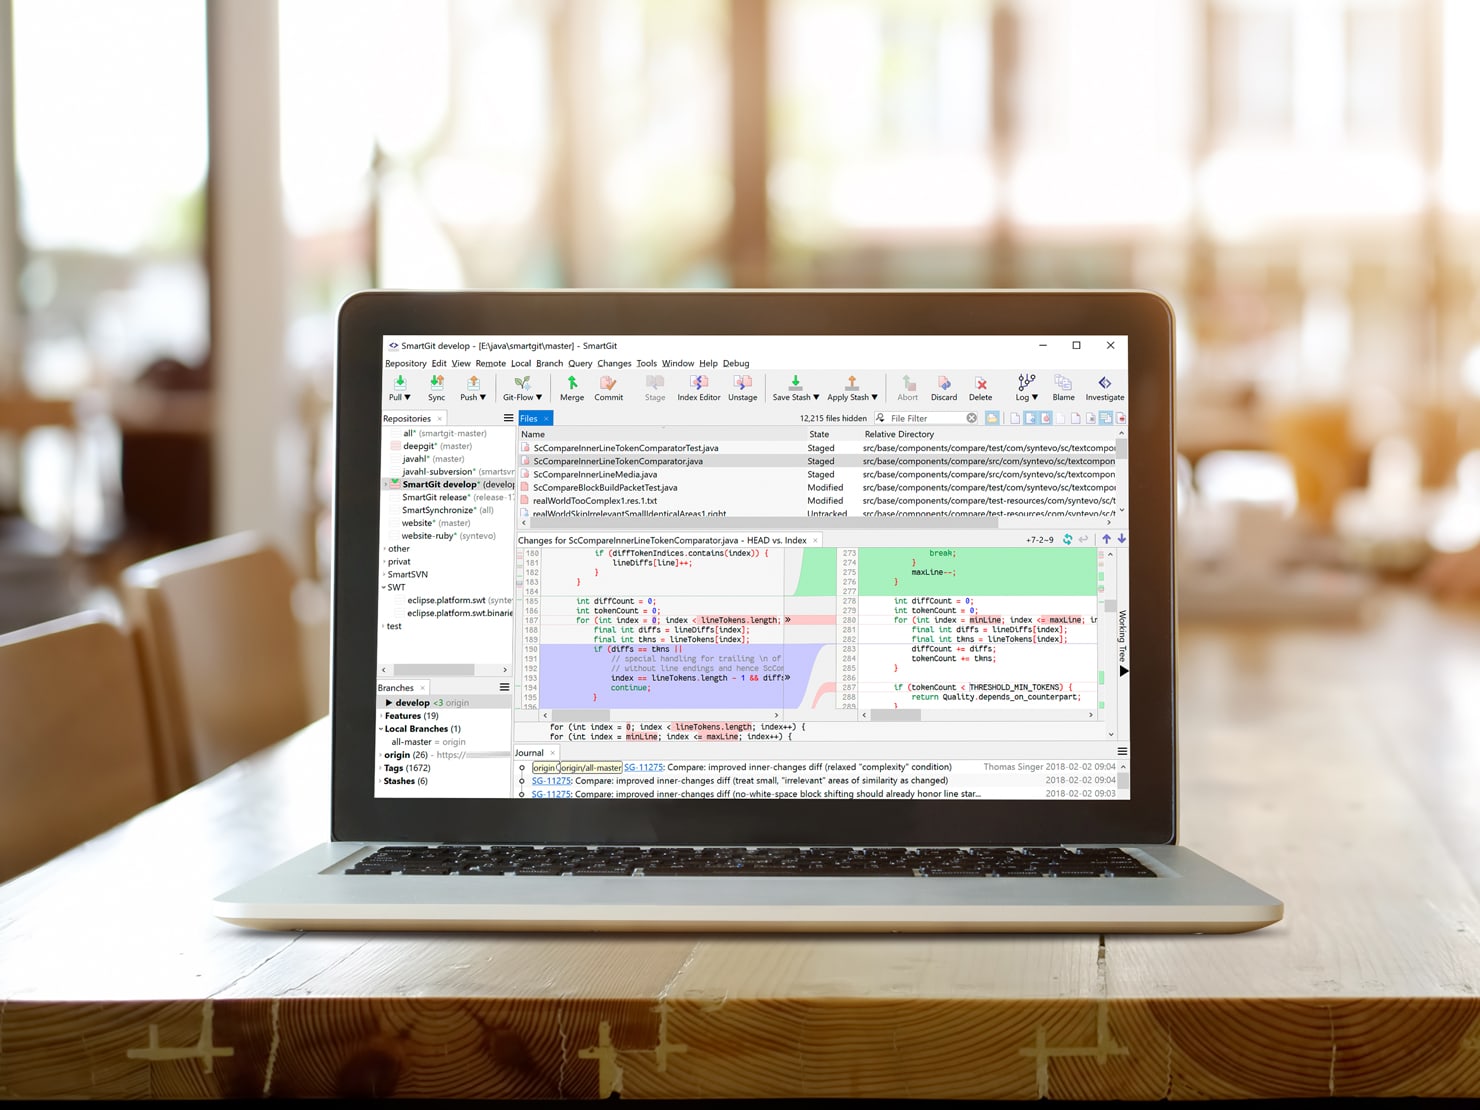 SmartGit develop - [E:\java\smartgit\master] - SmartGit
Repository Edit View Remote Local Branch Query Changes Tools Window Help Debug
Pull ▼ Sync Push ▼ Git-Flow ▼ Merge Commit Stage Index Editor Unstage Save Stash ▼ Apply Stash ▼ Abort Discard Delete Log ▼ Blame Investigate
Repositories
all* (smartgit-master)
deepgit* (master)
javahl* (master)
javahl-subversion* (smartsvn
SmartGit develop* (develop
SmartGit release* (release-17
SmartSynchronize* (all)
website* (master)
website-ruby* (syntevo)
other
privat
SmartSVN
SWT
eclipse.platform.swt (synte
eclipse.platform.swt.binarie
test
Branches
develop <3 origin
Features (19)
Local Branches (1)
all-master = origin
origin (26) - https://
Tags (1672)
Stashes (6)
Files
12,215 files hidden
File Filter
Name State Relative Directory
ScCompareInnerLineTokenComparatorTest.java Staged src/base/components/compare/test/com/syntevo/sc/textcompon
ScCompareInnerLineTokenComparator.java Staged src/base/components/compare/src/com/syntevo/sc/textcompon
ScCompareInnerLineMedia.java Staged src/base/components/compare/src/com/syntevo/sc/textcompon
ScCompareBlockBuildPacketTest.java Modified src/base/components/compare/test/com/syntevo/sc/textcompo
realWorldTooComplex1.res.1.txt Modified src/base/components/compare/test-resources/com/syntevo/sc/t
realWorldSkipIrrelevantSmallIdenticalAreas1.right Untracked src/base/components/compare/test-resources/com/syntevo/sc/t
Changes for ScCompareInnerLineTokenComparator.java - HEAD vs. Index
+7-2~9
180 if (diffTokenIndices.contains(index)) {
181 lineDiffs[line]++;
182 }
183 }
184
185 int diffCount = 0;
186 int tokenCount = 0;
187 for (int index = 0; index < lineTokens.length;
188 final int diffs = lineDiffs[index];
189 final int tkns = lineTokens[index];
190 if (diffs == tkns ||
191 // special handling for trailing \n of
192 // without line endings and hence ScCom
193 index == lineTokens.length - 1 && diffs
194 continue;
195 }
196
273 break;
274 }
275 maxLine--;
276 }
277
278 int diffCount = 0;
279 int tokenCount = 0;
280 for (int index = minLine; index <= maxLine; in
281 final int diffs = lineDiffs[index];
282 final int tkns = lineTokens[index];
283 diffCount += diffs;
284 tokenCount += tkns;
285 }
286
287 if (tokenCount < THRESHOLD_MIN_TOKENS) {
288 return Quality.depends_on_counterpart;
289 }
Working Tree
for (int index = 0; index < lineTokens.length; index++) {
for (int index = minLine; index <= maxLine; index++) {
Journal
origin origin/all-master SG-11275: Compare: improved inner-changes diff (relaxed "complexity" condition) Thomas Singer 2018-02-02 09:04
SG-11275: Compare: improved inner-changes diff (treat small, "irrelevant" areas of similarity as changed) 2018-02-02 09:04
SG-11275: Compare: improved inner-changes diff (no-white-space block shifting should already honor line star... 2018-02-02 09:03